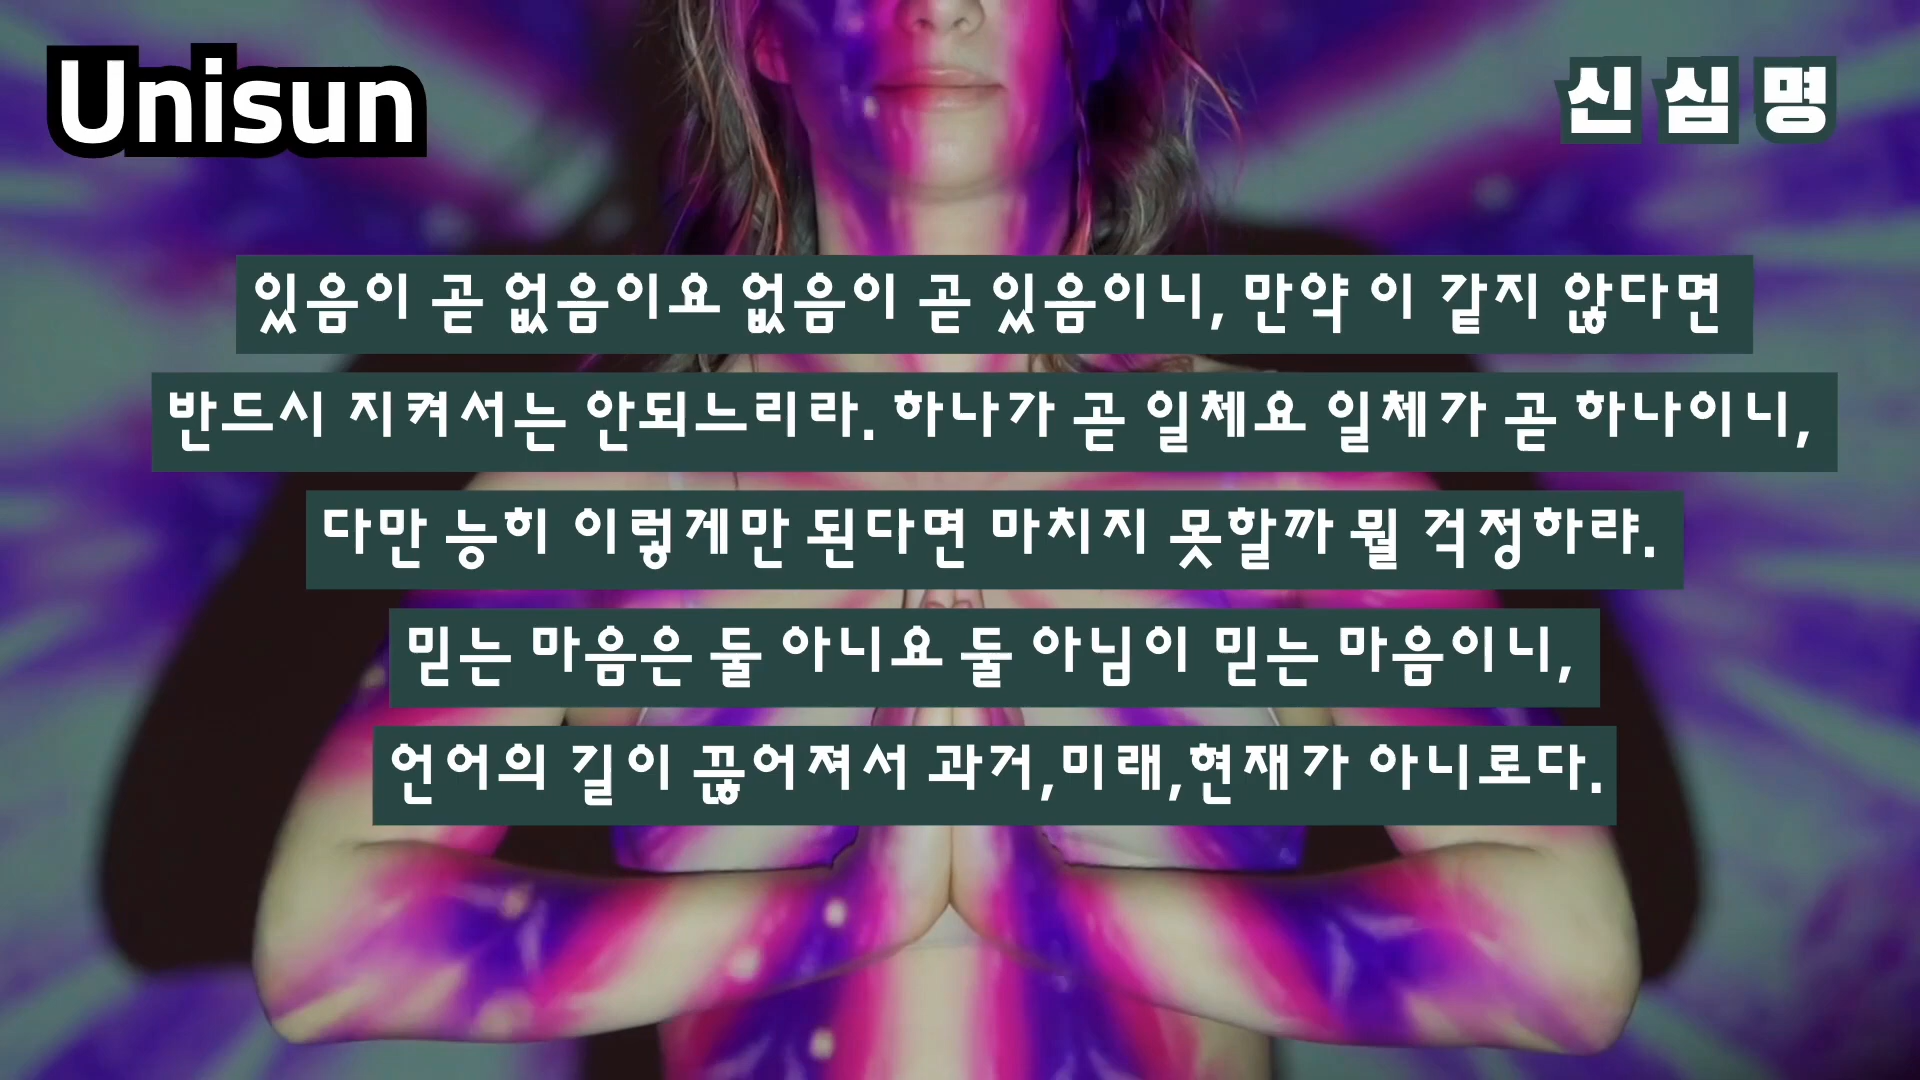 Unisun
신심명
있음이 곧 없음이요 없음이 곧 있음이니, 만약 이 같지 않다면
반드시 지켜서는 안되느리라. 하나가 곧 일체요 일체가 곧 하나이니,
다만 능히 이렇게만 된다면 마치지 못할까 뭘 걱정하랴.
믿는 마음은 둘 아니요 둘 아님이 믿는 마음이니,
언어의 길이 끊어져서 과거,미래,현재가 아니로다.